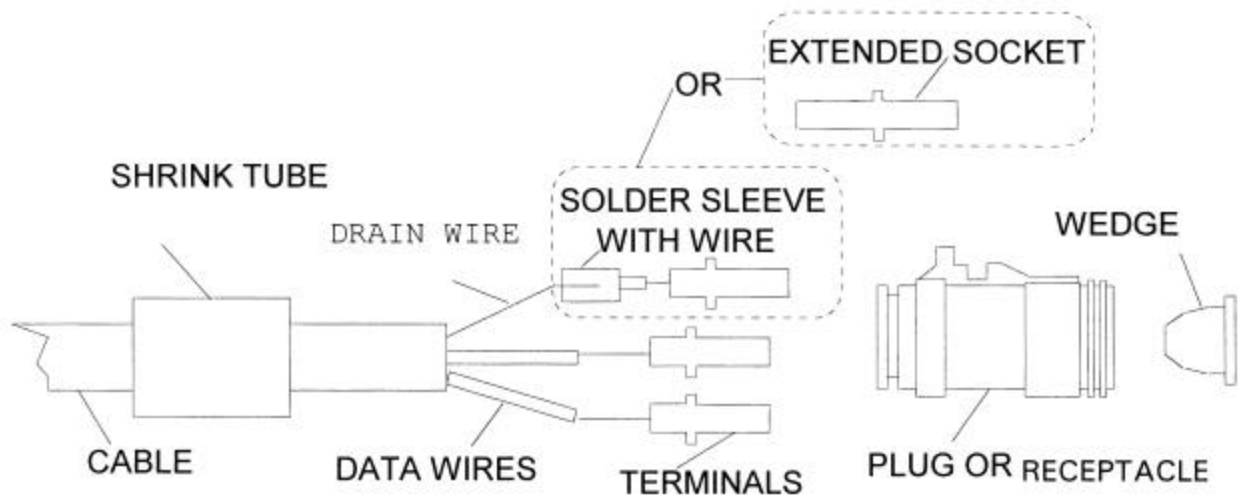 EXTENDED SOCKET
OR
SHRINK TUBE
SOLDER SLEEVE
WITH WIRE
DRAIN WIRE
WEDGE
CABLE
DATA WIRES
TERMINALS
PLUG OR RECEPTACLE